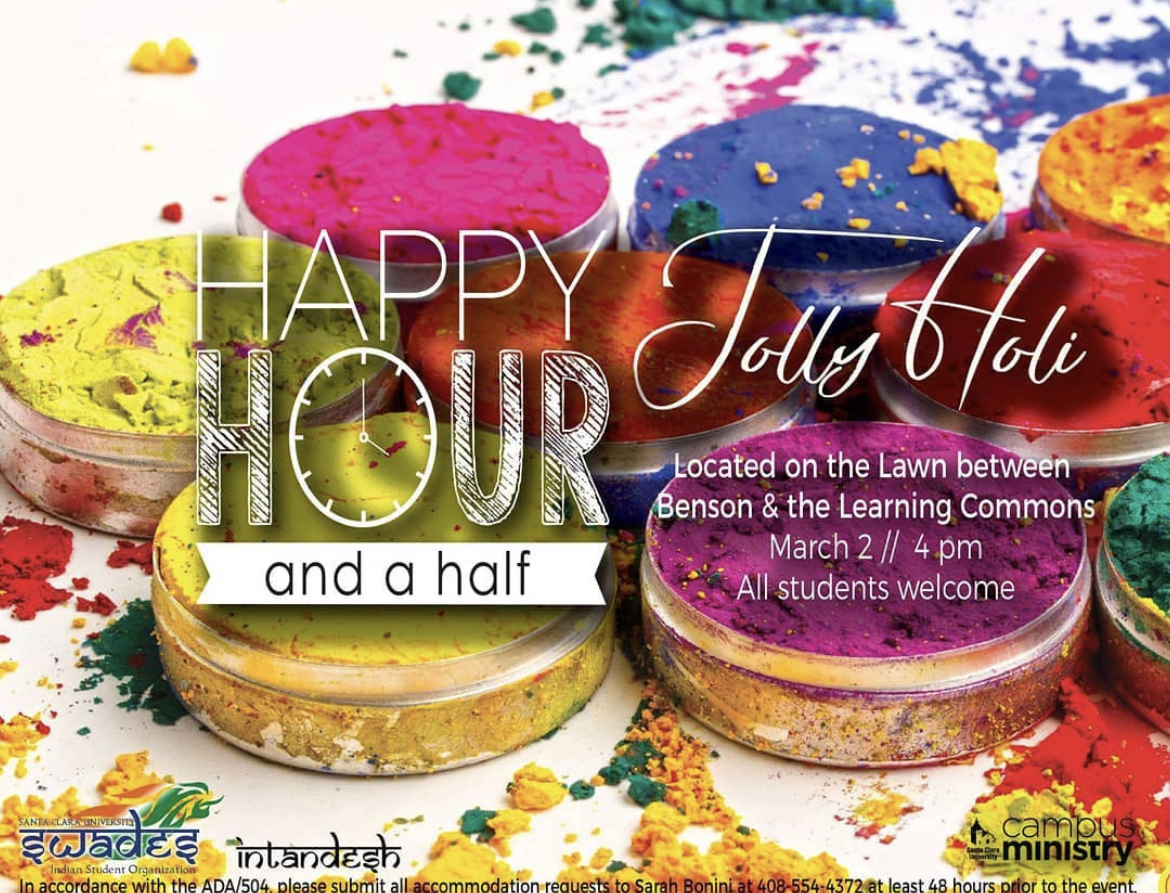 HAPPY
HOUR
and a half
Jolly Holi
Located on the Lawn between
Benson & the Learning Commons
March 2 // 4 pm
All students welcome
SANTA CLARA UNIVERSITY
swades
Indian Student Organization
intandesh
Santa Clara
University
campus
ministry
In accordance with the ADA/504, please submit all accommodation requests to Sarah Bonini at 408-554-4372 at least 48 hours prior to the event.